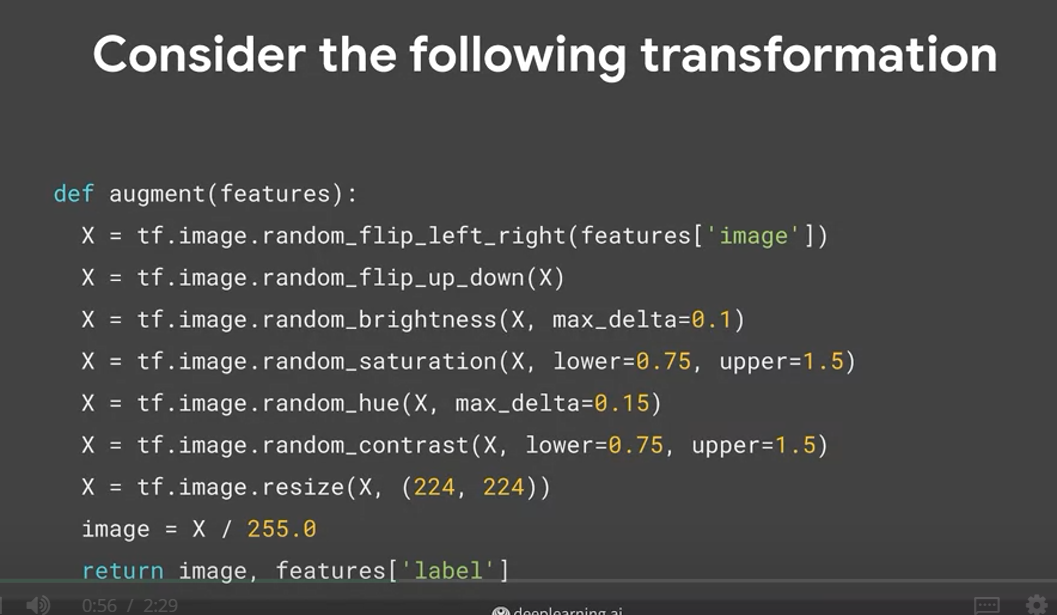 Consider the following transformation
def augment(features):
X = tf.image.random_flip_left_right(features['image'])
X = tf.image.random_flip_up_down(X)
X = tf.image.random_brightness(X, max_delta=0.1)
X = tf.image.random_saturation(X, lower=0.75, upper=1.5)
X = tf.image.random_hue(X, max_delta=0.15)
X = tf.image.random_contrast(X, lower=0.75, upper=1.5)
X = tf.image.resize(X, (224, 224))
image = X / 255.0
return image, features['label']
0:56 / 2:29
deeplearning.ai